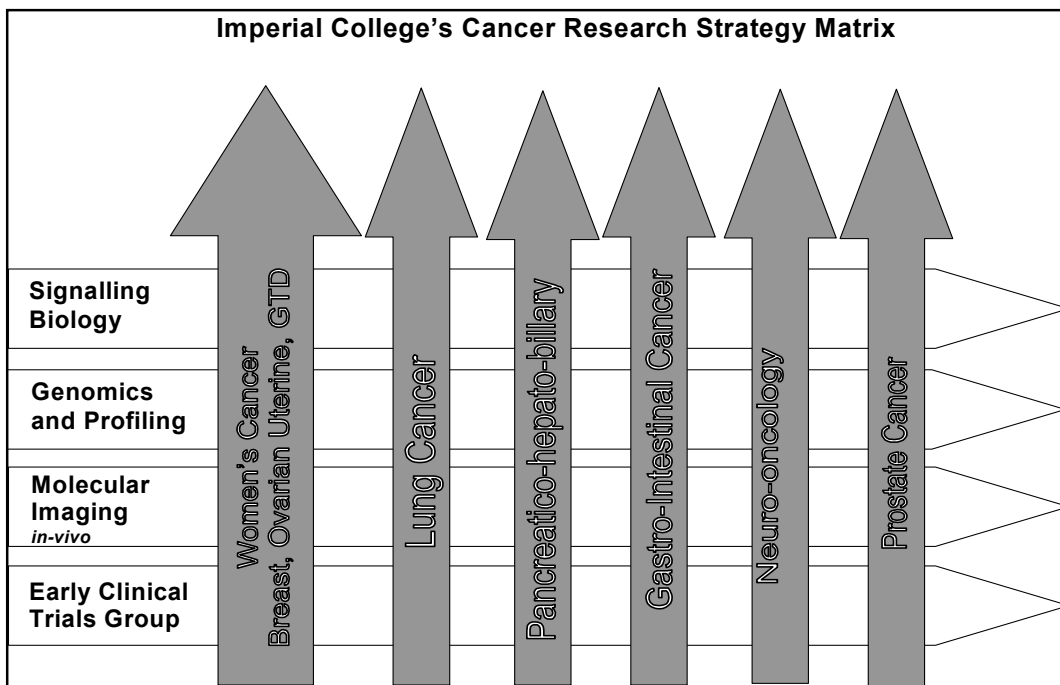 Imperial College's Cancer Research Strategy Matrix
Signalling
Biology
Genomics
and Profiling
Molecular
Imaging
in-vivo
Early Clinical
Trials Group
Women's Cancer
Breast, Ovarian Uterine, GTD
Lung Cancer
Pancreatico-hepato-billary
Gastro-Intestinal Cancer
Neuro-oncology
Prostate Cancer